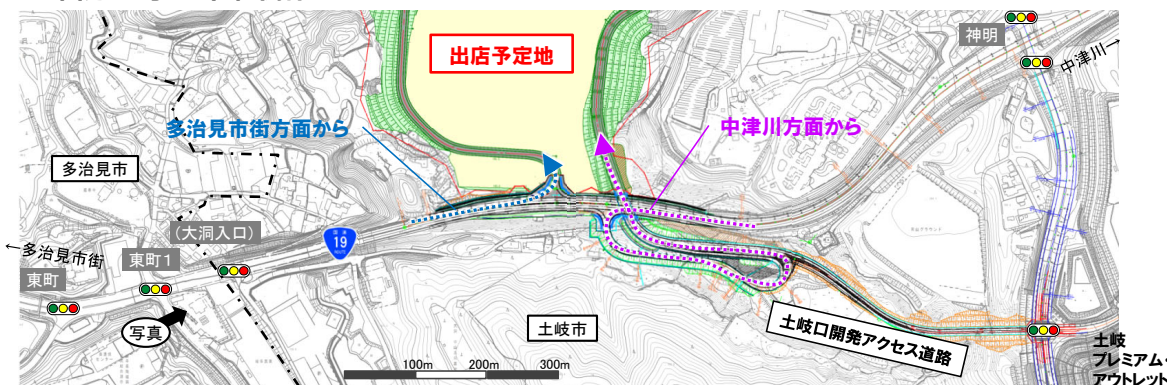 神明
中津川→
出店予定地
多治見市街方面から
中津川方面から
多治見市
(大洞入口)
19
←多治見市街
東町1
東町
写真
土岐市
土岐口開発アクセス道路
土岐
プレミアム・
アウトレット
100m 200m 300m